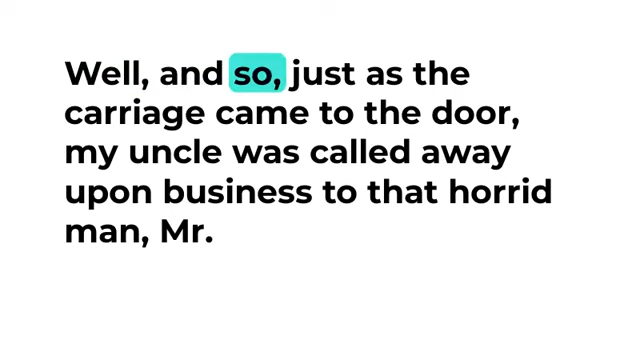 Well, and so, just as the
carriage came to the door,
my uncle was called away
upon business to that horrid
man, Mr.